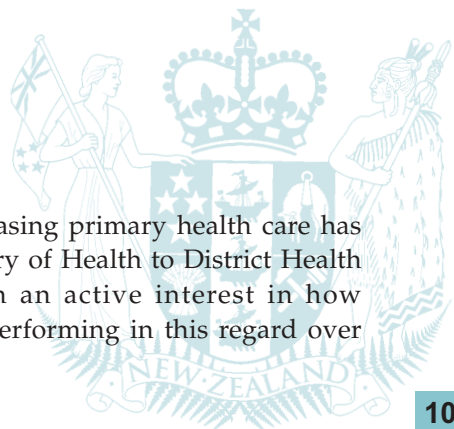 asing primary health care has
ry of Health to District Health
n an active interest in how
erforming in this regard over
NEW ZEALAND
10